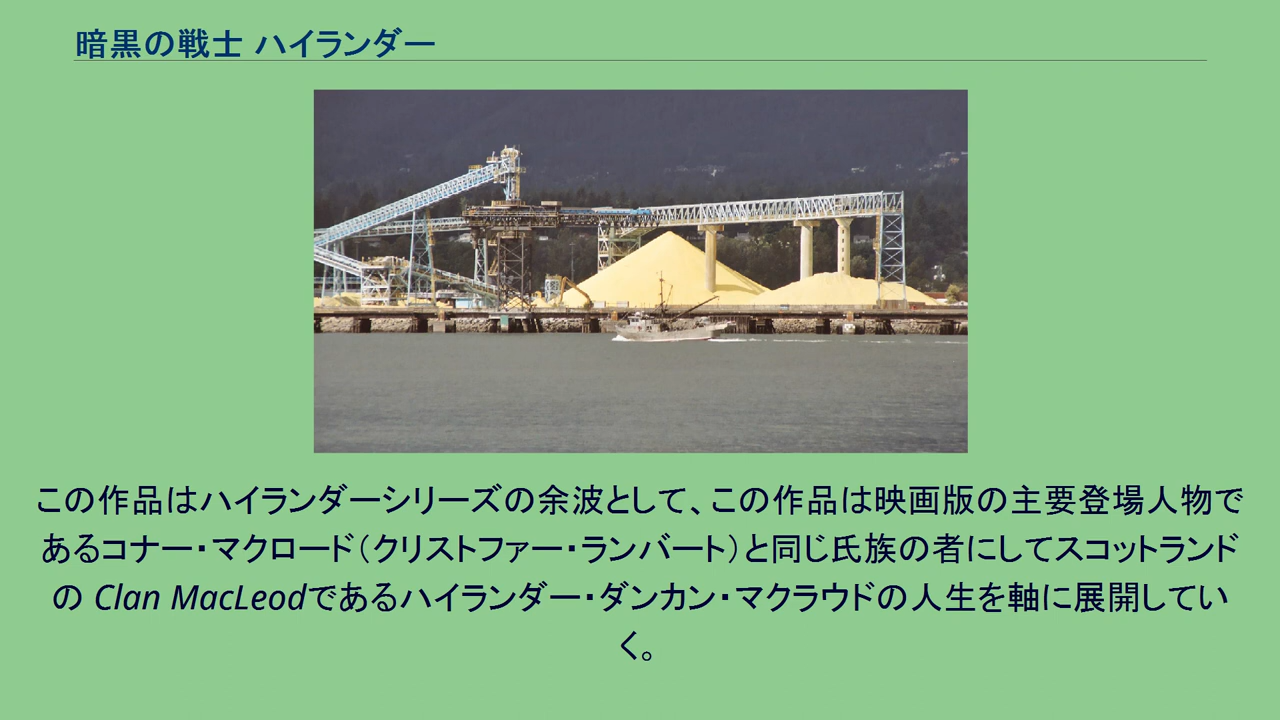 暗黒の戦士 ハイランダー
この作品はハイランダーシリーズの余波として、この作品は映画版の主要登場人物で
あるコナー・マクロード（クリストファー・ランバート）と同じ氏族の者にしてスコットランド
の Clan MacLeodであるハイランダー・ダンカン・マクラウドの人生を軸に展開してい
く。